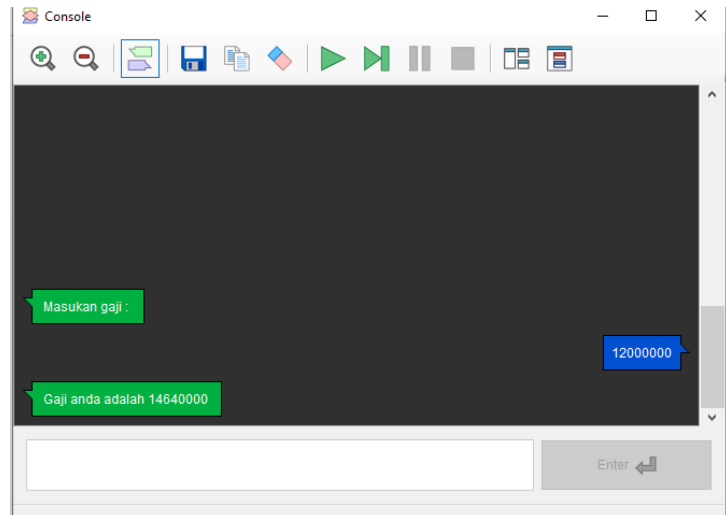 Console
Masukan gaji :
12000000
Gaji anda adalah 14640000
Enter